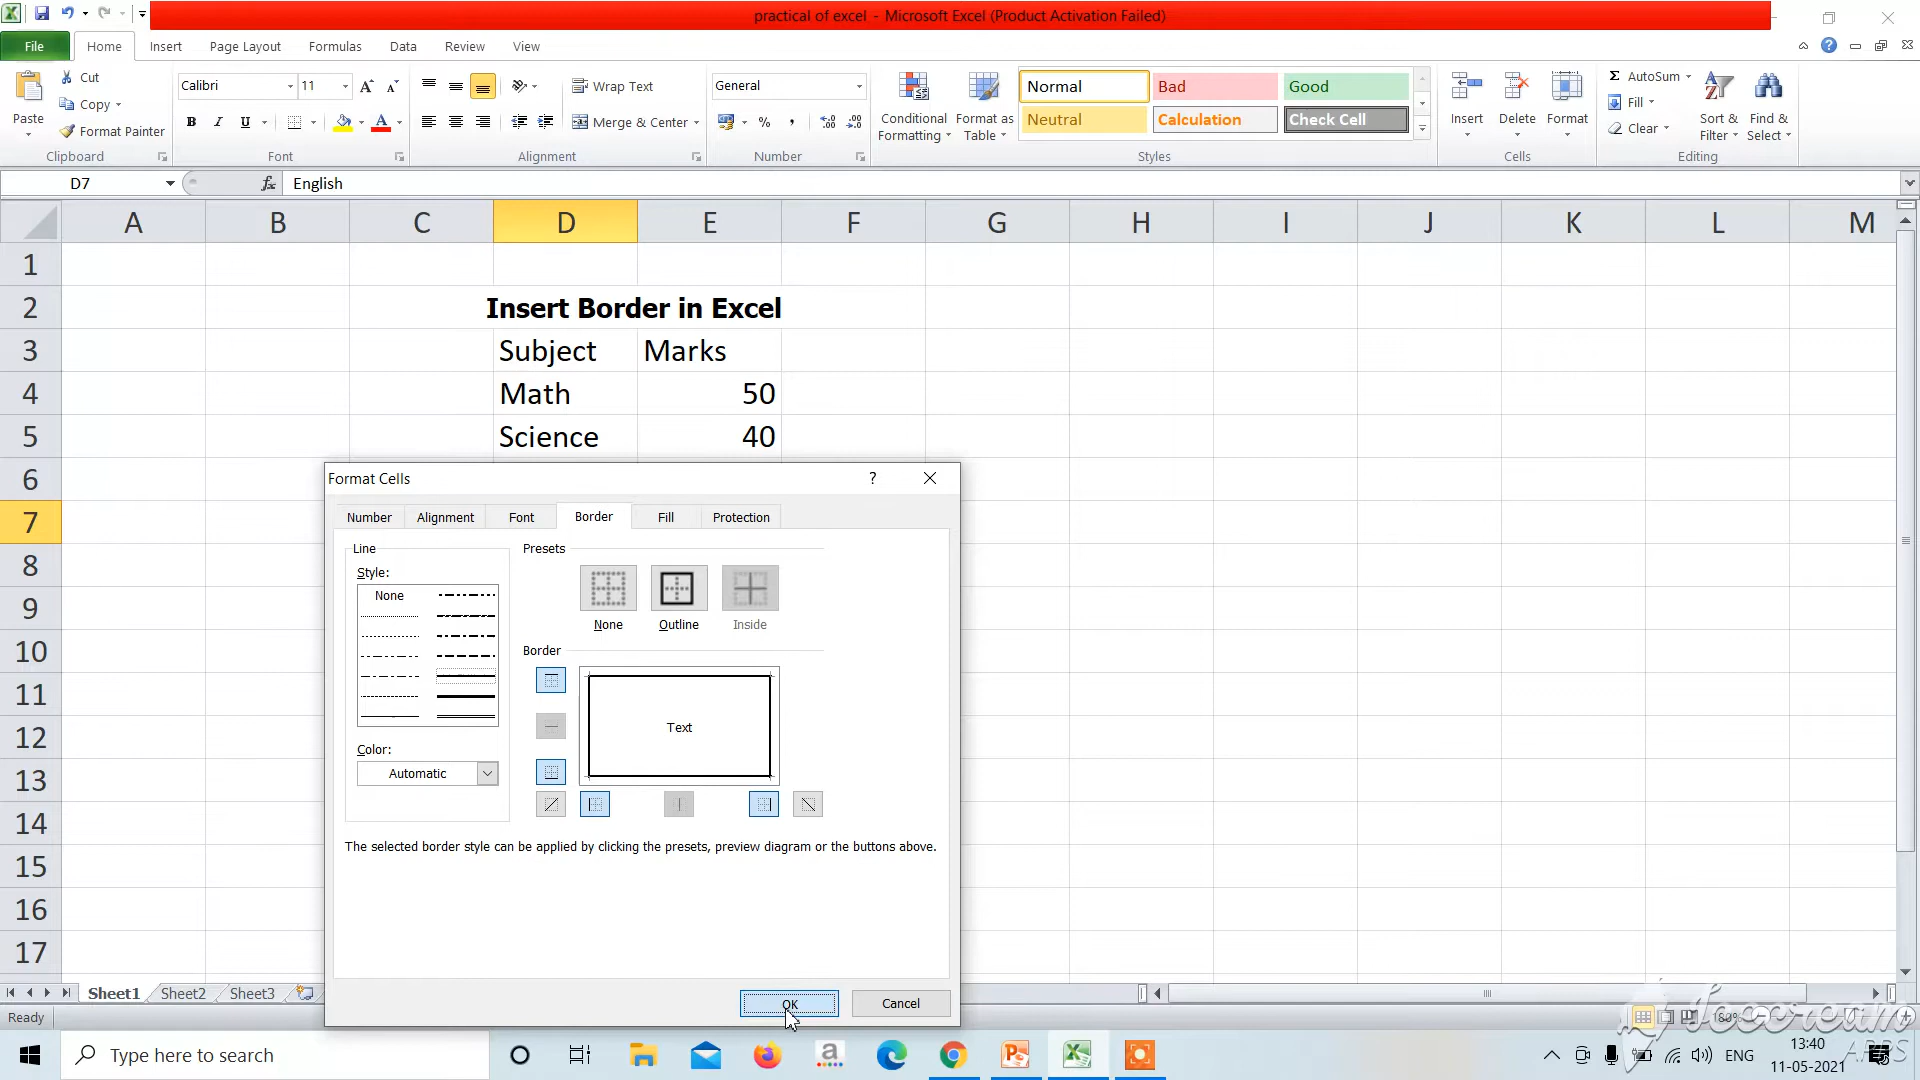 practical of excel - Microsoft Excel (Product Activation Failed)
File Home Insert Page Layout Formulas Data Review View
Paste Cut Copy Format Painter
Calibri 11
B I U
Wrap Text
Merge & Center
General
Conditional Formatting
Format as Table
Normal Bad Good
Neutral Calculation Check Cell
Insert Delete Format
Σ AutoSum
Fill
Clear
Sort & Filter
Find & Select
Clipboard Font Alignment Number Styles Cells Editing
D7 fx English
A B C D E F G H I J K L M
1
2 Insert Border in Excel
3 Subject Marks
4 Math 50
5 Science 40
6
7
8
9
10
11
12
13
14
15
16
17
Format Cells ?
Number Alignment Font Border Fill Protection
Line
Style:
None
Color:
Automatic
Presets
None Outline Inside
Border
Text
The selected border style can be applied by clicking the presets, preview diagram or the buttons above.
OK Cancel
Sheet1 Sheet2 Sheet3
Ready
180%
Type here to search
ENG
13:40
11-05-2021
APPS